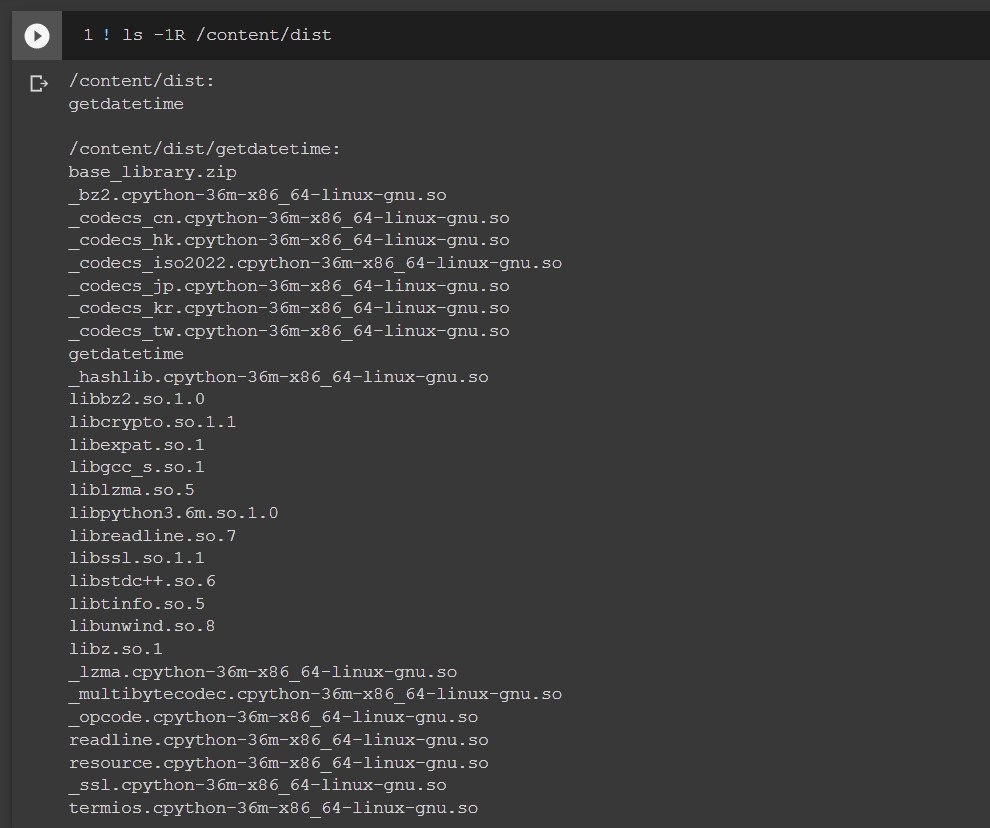 1 ! ls -1R /content/dist
/content/dist:
getdatetime
/content/dist/getdatetime:
base_library.zip
_bz2.cpython-36m-x86_64-linux-gnu.so
_codecs_cn.cpython-36m-x86_64-linux-gnu.so
_codecs_hk.cpython-36m-x86_64-linux-gnu.so
_codecs_iso2022.cpython-36m-x86_64-linux-gnu.so
_codecs_jp.cpython-36m-x86_64-linux-gnu.so
_codecs_kr.cpython-36m-x86_64-linux-gnu.so
_codecs_tw.cpython-36m-x86_64-linux-gnu.so
getdatetime
_hashlib.cpython-36m-x86_64-linux-gnu.so
libbz2.so.1.0
libcrypto.so.1.1
libexpat.so.1
libgcc_s.so.1
liblzma.so.5
libpython3.6m.so.1.0
libreadline.so.7
libssl.so.1.1
libstdc++.so.6
libtinfo.so.5
libunwind.so.8
libz.so.1
_lzma.cpython-36m-x86_64-linux-gnu.so
_multibytecodec.cpython-36m-x86_64-linux-gnu.so
_opcode.cpython-36m-x86_64-linux-gnu.so
readline.cpython-36m-x86_64-linux-gnu.so
resource.cpython-36m-x86_64-linux-gnu.so
_ssl.cpython-36m-x86_64-linux-gnu.so
termios.cpython-36m-x86_64-linux-gnu.so